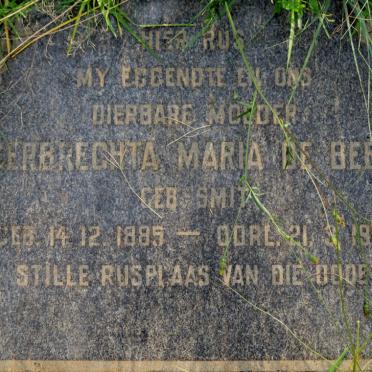 HIER RUS
MY EGGENOTE EN ONS
DIERBARE MOEDER
MARIA DE
GEB. SMIT
GEB. 14. 12. 1885 — OORL. 21.
STILLE RUSPLAAS VAN DIE DODE